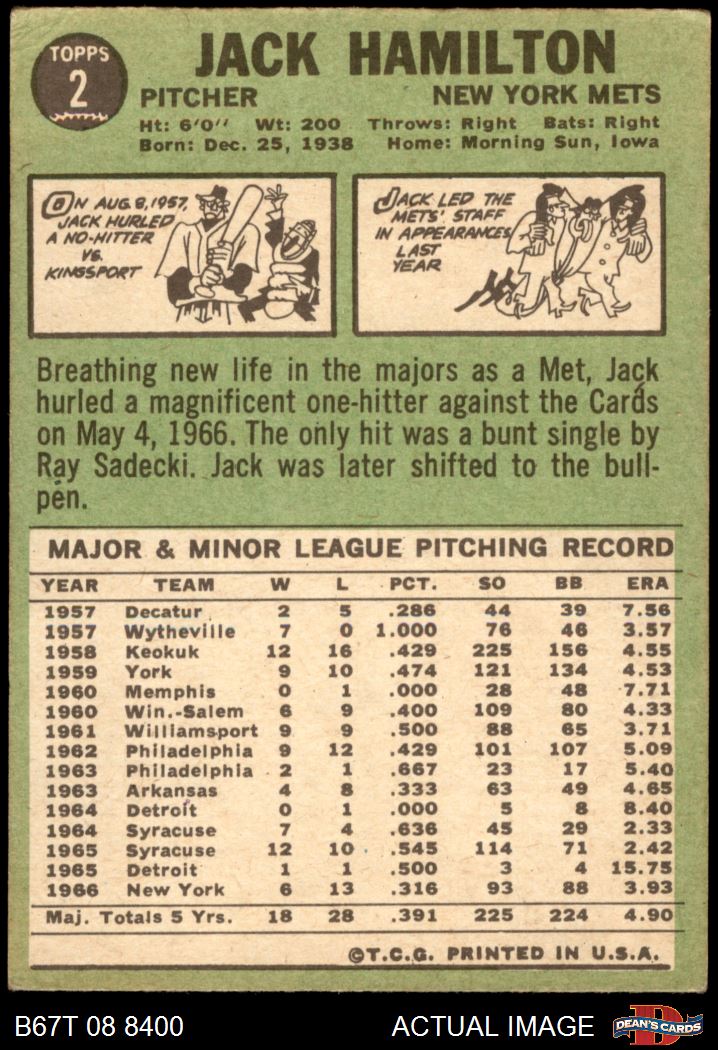 TOPPS
2
JACK HAMILTON
PITCHER NEW YORK METS
Ht: 6'0" Wt: 200 Throws: Right Bats: Right
Born: Dec. 25, 1938 Home: Morning Sun, Iowa
ON AUG. 8, 1957,
JACK HURLED
A NO-HITTER
VS.
KINGSPORT
JACK LED THE
METS' STAFF
IN APPEARANCES
LAST
YEAR
Breathing new life in the majors as a Met, Jack
hurled a magnificent one-hitter against the Cards
on May 4, 1966. The only hit was a bunt single by
Ray Sadecki. Jack was later shifted to the bull-
pen.
MAJOR & MINOR LEAGUE PITCHING RECORD
YEAR TEAM W L PCT. SO BB ERA
1957 Decatur 2 5 .286 44 39 7.56
1957 Wytheville 7 0 1.000 76 46 3.57
1958 Keokuk 12 16 .429 225 156 4.55
1959 York 9 10 .474 121 134 4.53
1960 Memphis 0 1 .000 28 48 7.71
1960 Win.-Salem 6 9 .400 109 80 4.33
1961 Williamsport 9 9 .500 88 65 3.71
1962 Philadelphia 9 12 .429 101 107 5.09
1963 Philadelphia 2 1 .667 23 17 5.40
1963 Arkansas 4 8 .333 63 49 4.65
1964 Detroit 0 1 .000 5 8 8.40
1964 Syracuse 7 4 .636 45 29 2.33
1965 Syracuse 12 10 .545 114 71 2.42
1965 Detroit 1 1 .500 3 4 15.75
1966 New York 6 13 .316 93 88 3.93
Maj. Totals 5 Yrs. 18 28 .391 225 224 4.90
©T.C.G. PRINTED IN U.S.A.
B67T 08 8400 ACTUAL IMAGE D DEAN'S CARDS